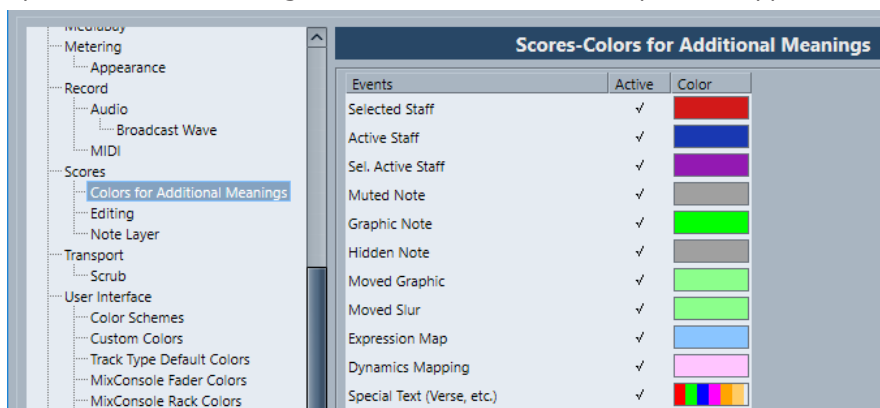 MediaBay
Metering
Appearance
Record
Audio
Broadcast Wave
MIDI
Scores
Colors for Additional Meanings
Editing
Note Layer
Transport
Scrub
User Interface
Color Schemes
Custom Colors
Track Type Default Colors
MixConsole Fader Colors
MixConsole Rack Colors
Scores-Colors for Additional Meanings
Events Active Color
Selected Staff ✓
Active Staff ✓
Sel. Active Staff ✓
Muted Note ✓
Graphic Note ✓
Hidden Note ✓
Moved Graphic ✓
Moved Slur ✓
Expression Map ✓
Dynamics Mapping ✓
Special Text (Verse, etc.) ✓